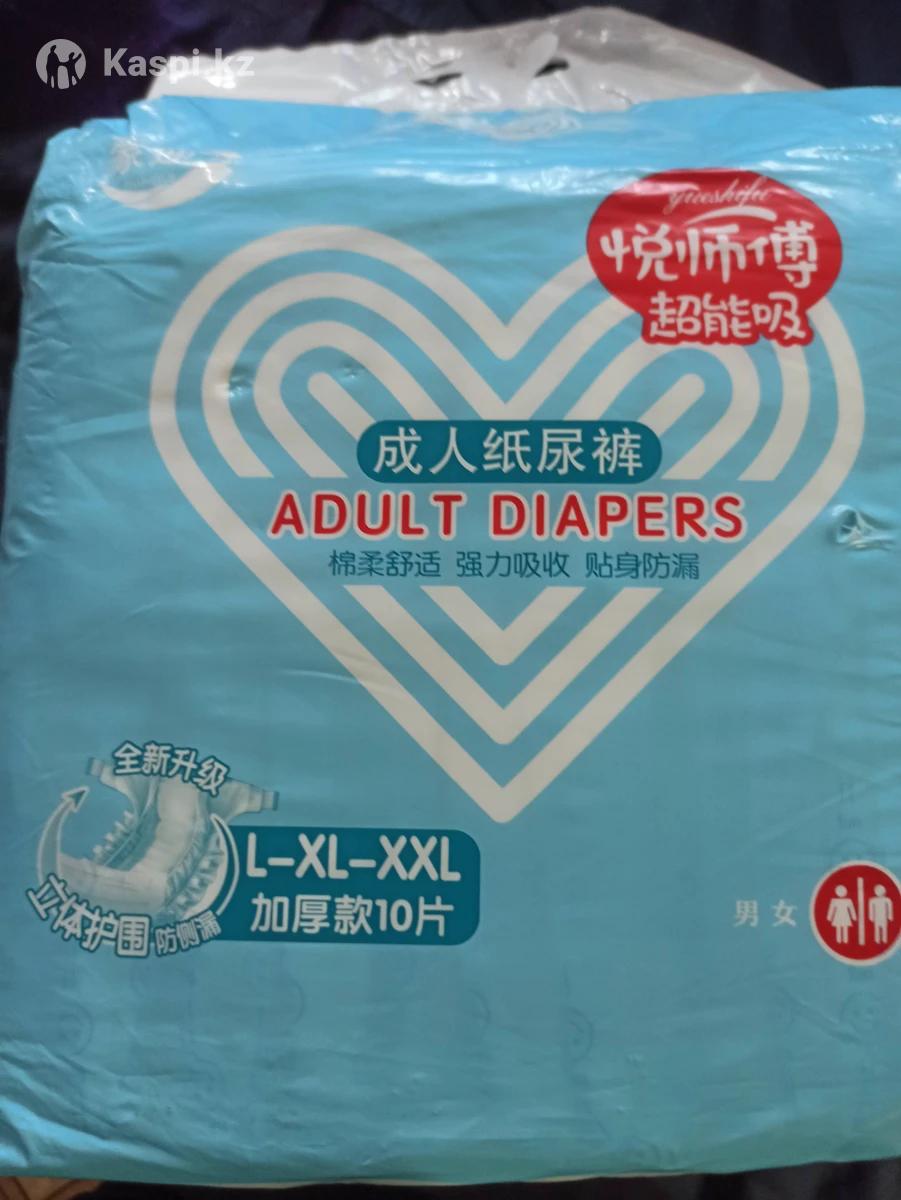 Kaspi.kz
yueshifu
悦师傅
超能吸
成人纸尿裤
ADULT DIAPERS
棉柔舒适 强力吸收 贴身防漏
全新升级
L-XL-XXL
加厚款10片
立体护围 防侧漏
男 女